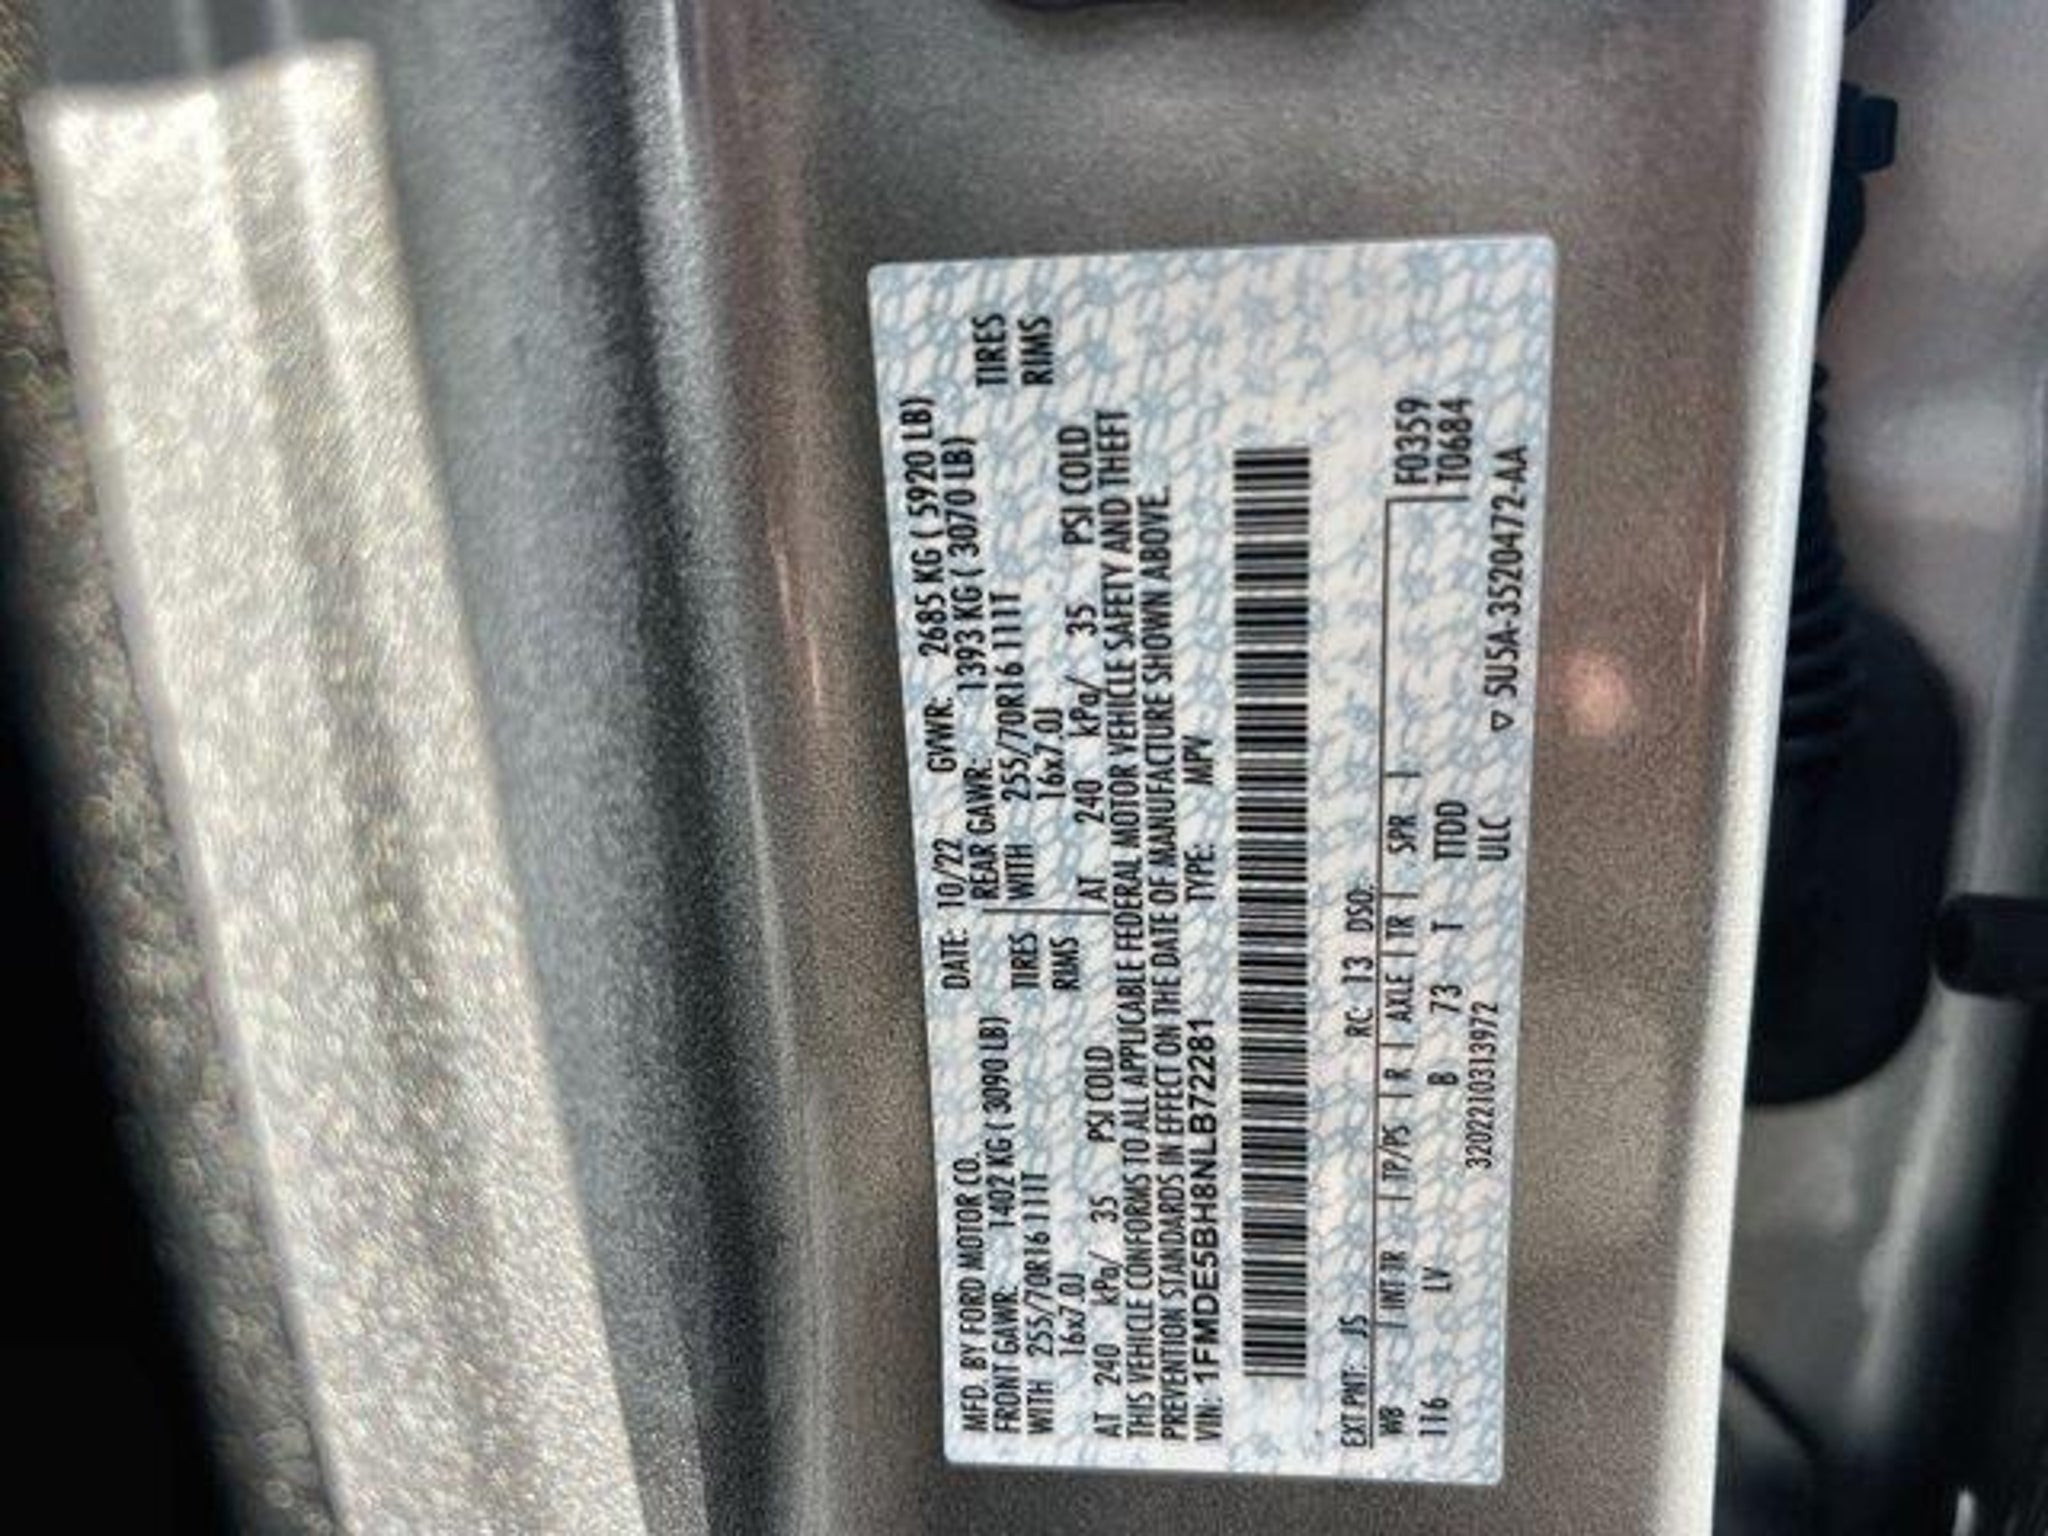 MFD. BY FORD MOTOR CO. DATE: 10/22 GVWR: 2685 KG ( 5920 LB)
FRONT GAWR: 1402 KG ( 3090 LB) REAR GAWR: 1393 KG ( 3070 LB)
WITH 255/70R16 111T TIRES WITH 255/70R16 111T TIRES
16x7.0J RIMS 16x7.0J RIMS
AT 240 kPa/ 35 PSI COLD AT 240 kPa/ 35 PSI COLD
THIS VEHICLE CONFORMS TO ALL APPLICABLE FEDERAL MOTOR VEHICLE SAFETY AND THEFT
PREVENTION STANDARDS IN EFFECT ON THE DATE OF MANUFACTURE SHOWN ABOVE.
VIN: 1FMDE5BH8NLB72281 TYPE: MPV
EXT PNT: JS RC: 13 DSO:
WB | INT TR | TP/PS | R | AXLE | TR | SPR | F0359
116 LV B 73 T TTDD T0684
3202210313972 ULC ▽ 5U5A-3520472-AA